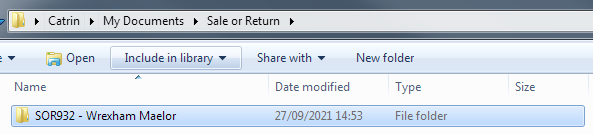 Catrin ▸ My Documents ▸ Sale or Return ▸
Open Include in library Share with New folder
Name Date modified Type Size
SOR932 - Wrexham Maelor 27/09/2021 14:53 File folder